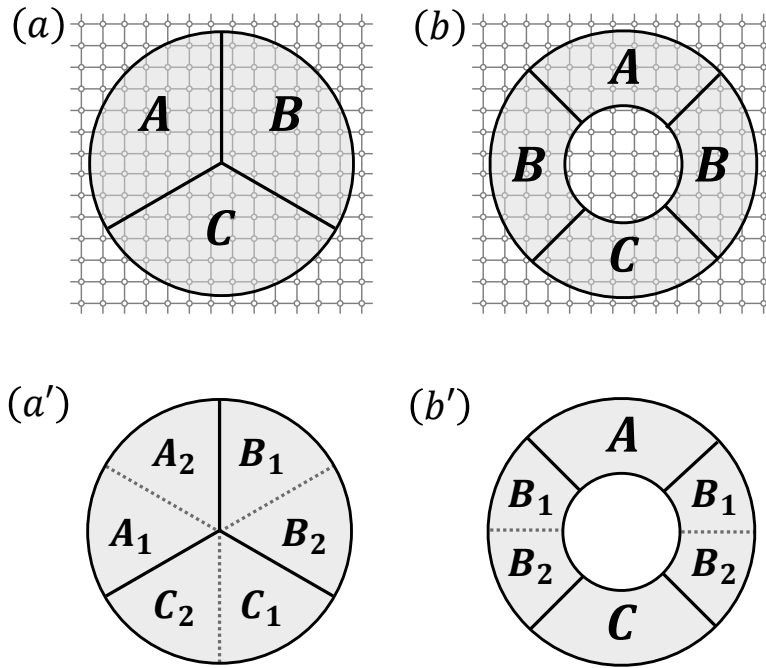 (a)
A B
C
(b)
A
B B
C
(a′)
A₂ B₁
A₁ B₂
C₂ C₁
(b′)
A
B₁ B₁
B₂ B₂
C